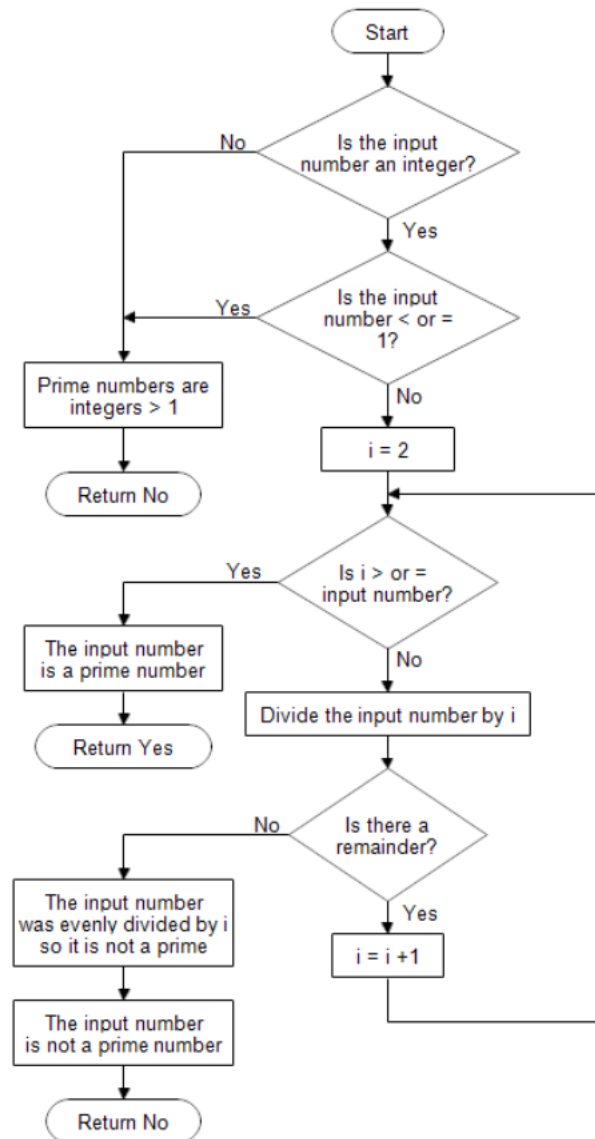 Start
Is the input
number an integer?
No
Yes
Is the input
number < or =
1?
Yes
No
Prime numbers are
integers > 1
Return No
i = 2
Is i > or =
input number?
Yes
No
The input number
is a prime number
Return Yes
Divide the input number by i
Is there a
remainder?
No
Yes
The input number
was evenly divided by i
so it is not a prime
i = i +1
The input number
is not a prime number
Return No